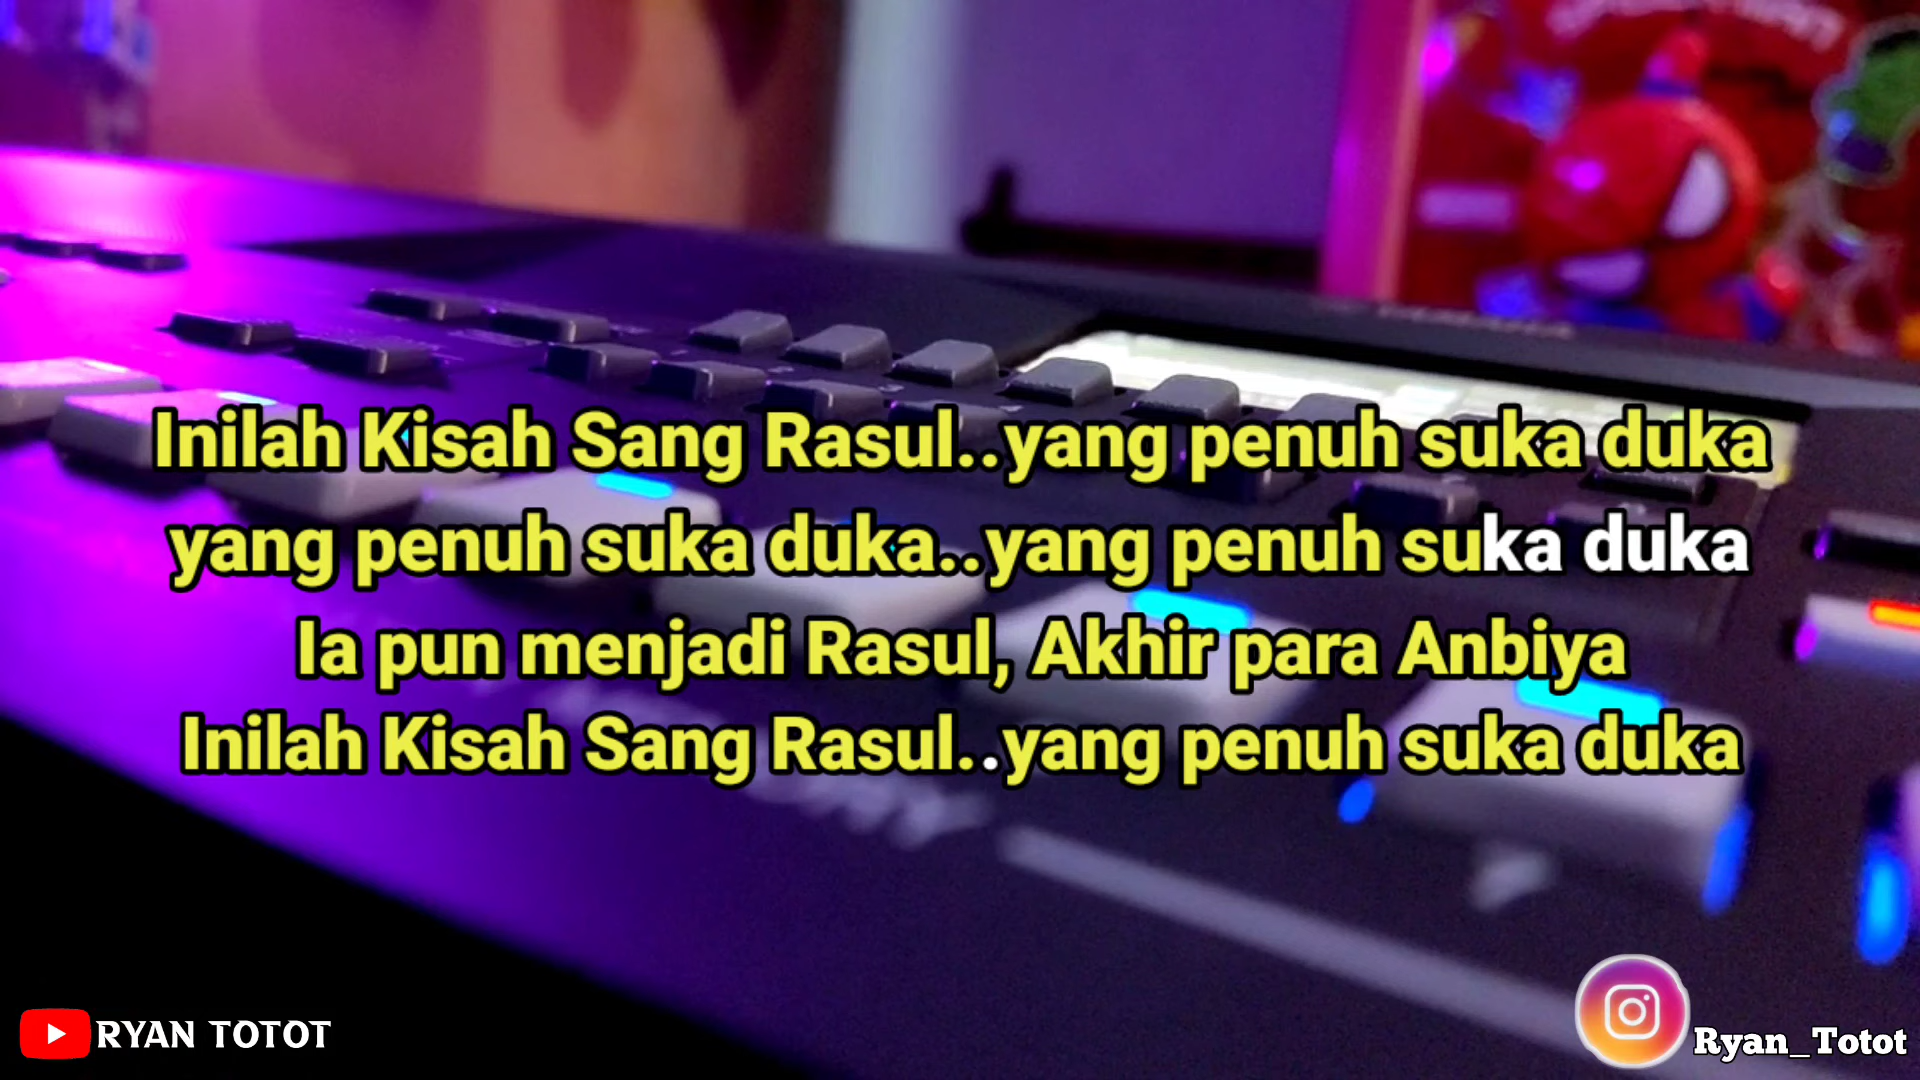 Inilah Kisah Sang Rasul..yang penuh suka duka
yang penuh suka duka..yang penuh suka duka
Ia pun menjadi Rasul, Akhir para Anbiya
Inilah Kisah Sang Rasul..yang penuh suka duka
RYAN TOTOT
Ryan_Totot